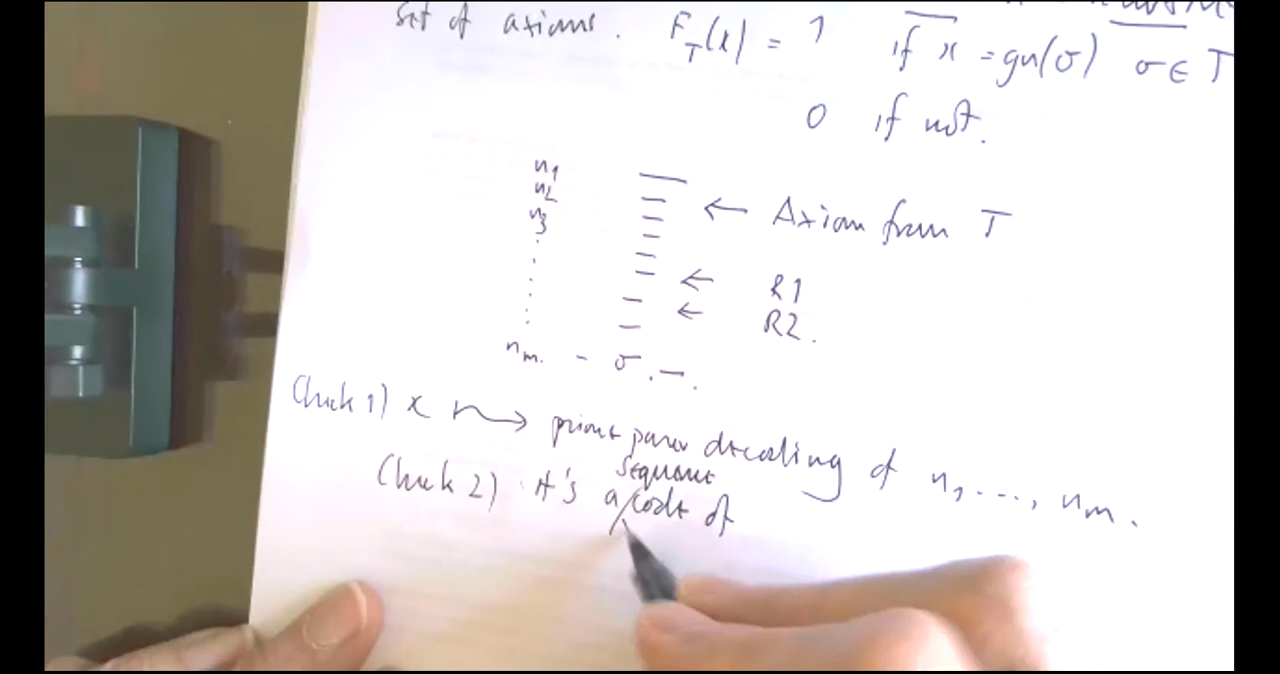 set of axioms. F_T(x) = 1 if x = gn(σ) σ ∈ T
0 if not.
n1
n2
n3
← Axiom from T
← R1
← R2.
nm. - σ.
Check 1) x ⇝ prime power decoding of n1, ..., nm.
Check 2) it's a / sequence code of